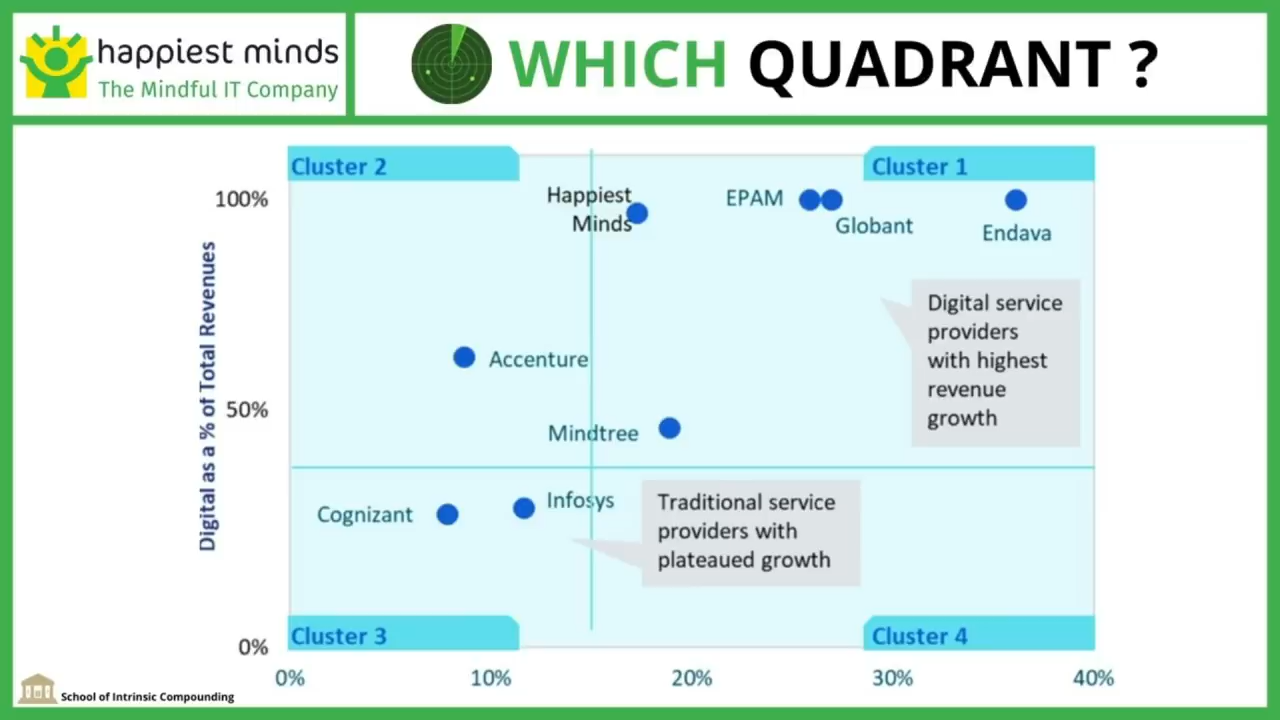 happiest minds
The Mindful IT Company
WHICH QUADRANT ?
Cluster 2
Cluster 1
100%
Happiest
Minds
EPAM
Globant
Endava
Digital service
providers
with highest
revenue
growth
Accenture
Digital as a % of Total Revenues
50%
Mindtree
Cognizant
Infosys
Traditional service
providers with
plateaued growth
Cluster 3
Cluster 4
0%
0%
10%
20%
30%
40%
School of Intrinsic Compounding